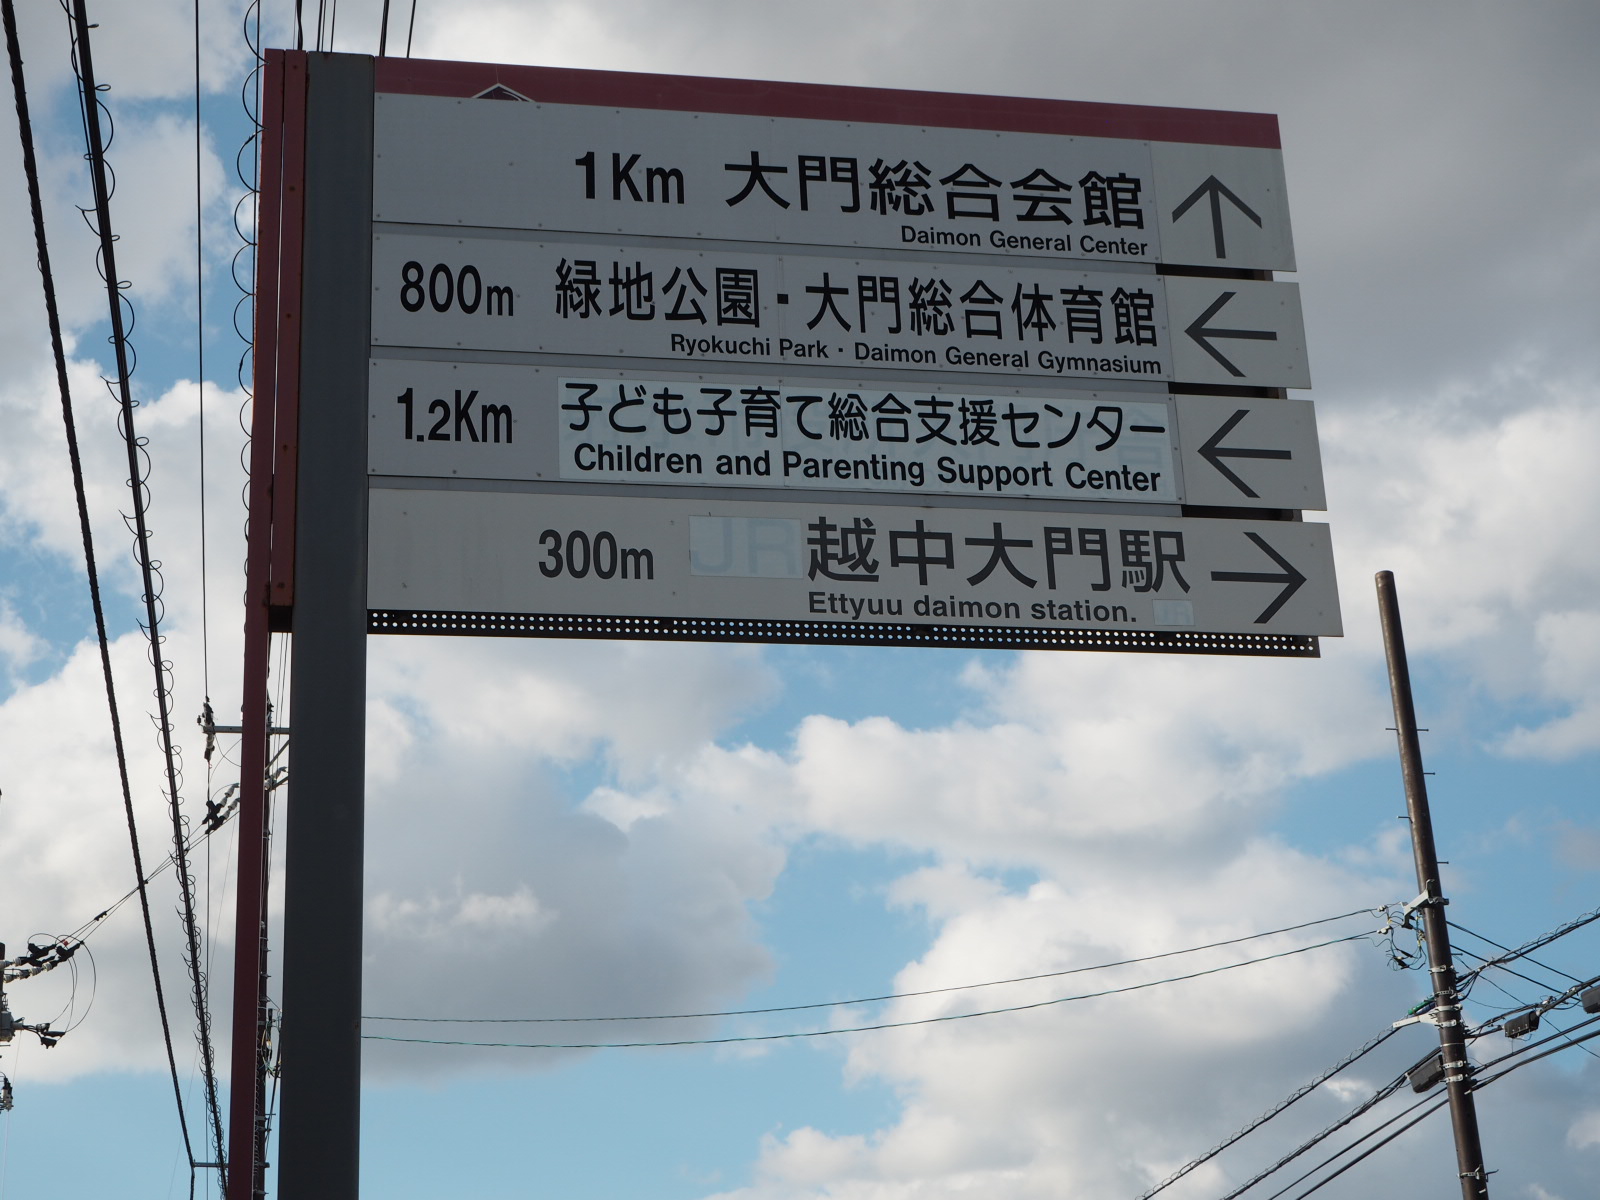 1Km 大門総合会館
Daimon General Center
800m 緑地公園・大門総合体育館
Ryokuchi Park・Daimon General Gymnasium
1.2Km 子ども子育て総合支援センター
Children and Parenting Support Center
300m JR越中大門駅
Ettyuu daimon station.